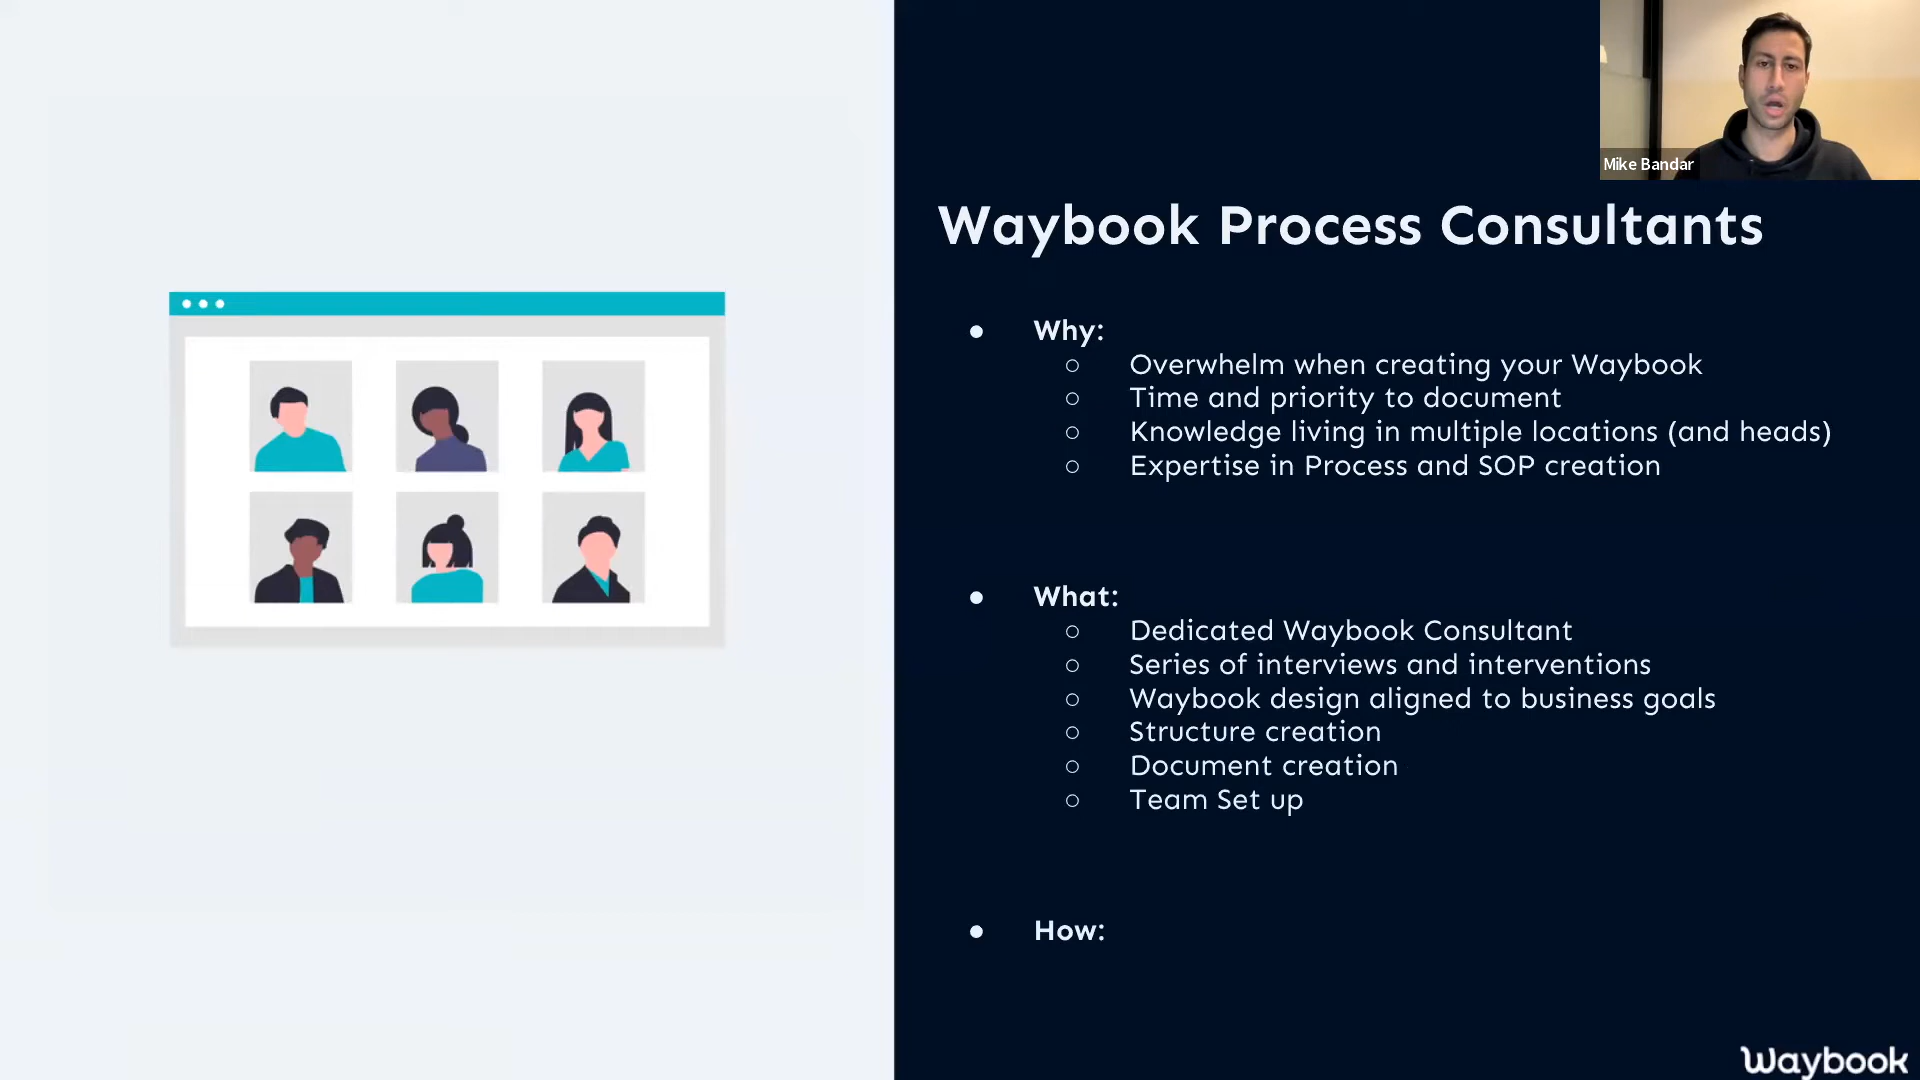 Mike Bandar
Waybook Process Consultants
● Why:
○ Overwhelm when creating your Waybook
○ Time and priority to document
○ Knowledge living in multiple locations (and heads)
○ Expertise in Process and SOP creation
● What:
○ Dedicated Waybook Consultant
○ Series of interviews and interventions
○ Waybook design aligned to business goals
○ Structure creation
○ Document creation
○ Team Set up
● How:
Waybook